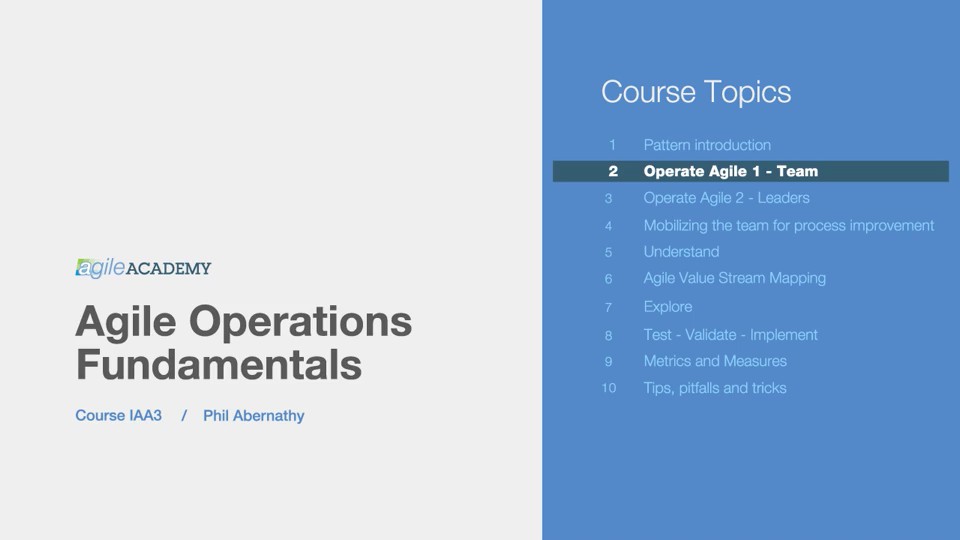 agileACADEMY
Agile Operations
Fundamentals
Course IAA3 / Phil Abernathy
Course Topics
1 Pattern introduction
2 Operate Agile 1 - Team
3 Operate Agile 2 - Leaders
4 Mobilizing the team for process improvement
5 Understand
6 Agile Value Stream Mapping
7 Explore
8 Test - Validate - Implement
9 Metrics and Measures
10 Tips, pitfalls and tricks